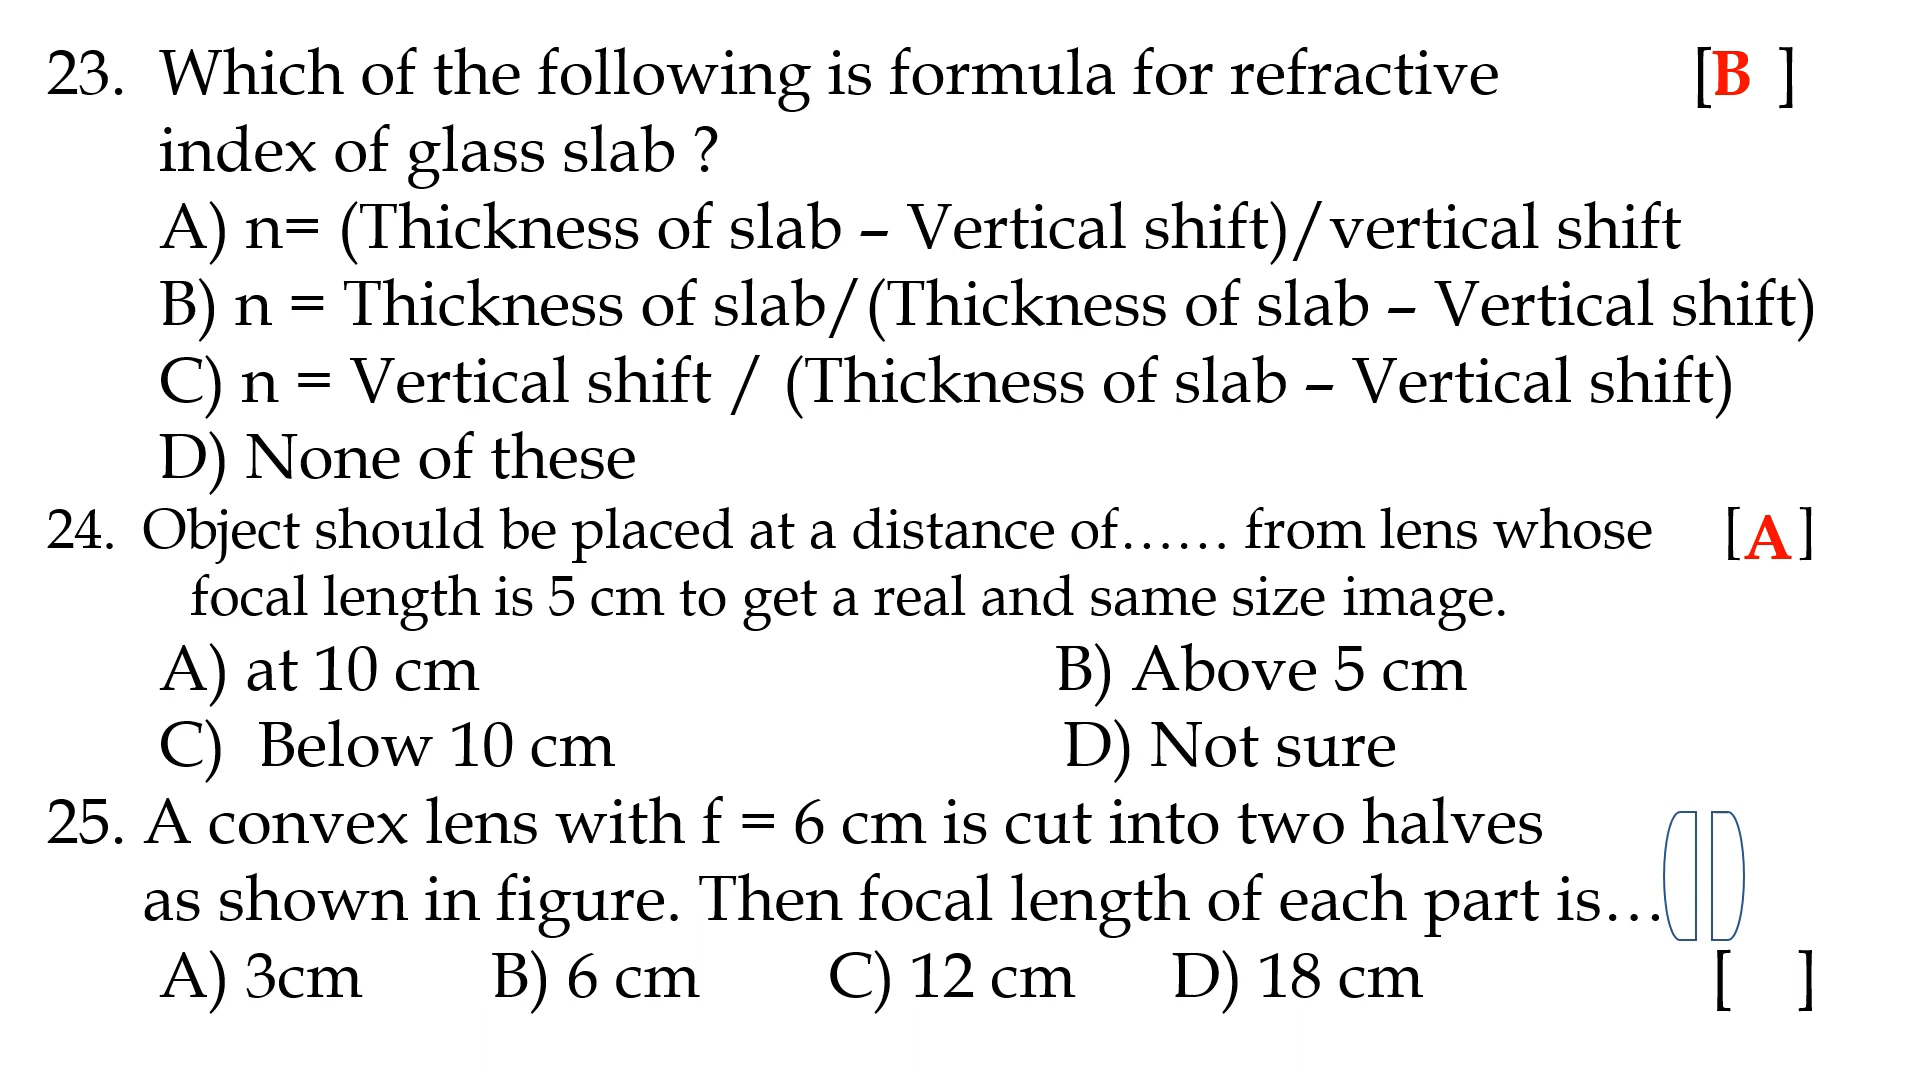 23. Which of the following is formula for refractive [B ]
index of glass slab ?
A) n= (Thickness of slab – Vertical shift)/vertical shift
B) n = Thickness of slab/(Thickness of slab – Vertical shift)
C) n = Vertical shift / (Thickness of slab – Vertical shift)
D) None of these
24. Object should be placed at a distance of…… from lens whose [A]
focal length is 5 cm to get a real and same size image.
A) at 10 cm B) Above 5 cm
C) Below 10 cm D) Not sure
25. A convex lens with f = 6 cm is cut into two halves
as shown in figure. Then focal length of each part is…
A) 3cm B) 6 cm C) 12 cm D) 18 cm [ ]